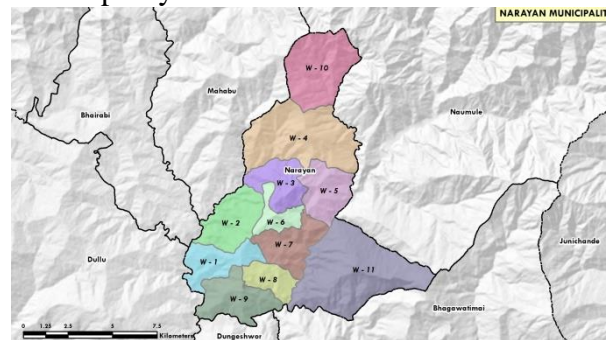 NARAYAN MUNICIPALIT
W - 10
Mahabu
Bhairabi
Naumule
W - 4
Narayan
W - 3
W - 5
W - 2
W - 6
W - 7
Junichande
Dullu
W - 1
W - 11
W - 8
W - 9
Bhagawatimai
0 1.25 2.5 5 7.5
Kilometers
Dungeshwar